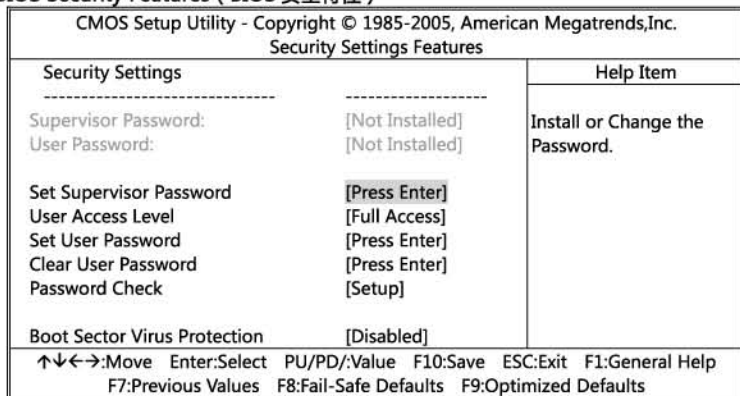 CMOS Setup Utility - Copyright © 1985-2005, American Megatrends,Inc.
Security Settings Features
Security Settings Help Item
------------------------------- -------------------
Supervisor Password: [Not Installed] Install or Change the
User Password: [Not Installed] Password.
Set Supervisor Password [Press Enter]
User Access Level [Full Access]
Set User Password [Press Enter]
Clear User Password [Press Enter]
Password Check [Setup]
Boot Sector Virus Protection [Disabled]
↑↓←→:Move Enter:Select PU/PD/:Value F10:Save ESC:Exit F1:General Help
F7:Previous Values F8:Fail-Safe Defaults F9:Optimized Defaults